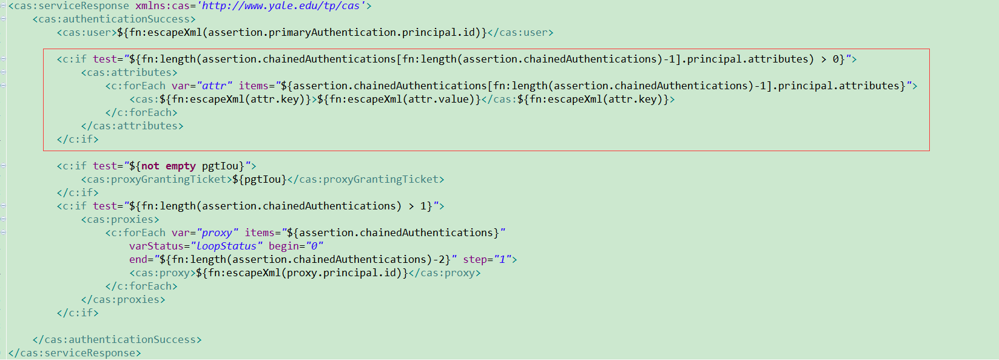 <cas:serviceResponse xmlns:cas='http://www.yale.edu/tp/cas'>
<cas:authenticationSuccess>
<cas:user>${fn:escapeXml(assertion.primaryAuthentication.principal.id)}</cas:user>
<c:if test="${fn:length(assertion.chainedAuthentications[fn:length(assertion.chainedAuthentications)-1].principal.attributes) > 0}">
<cas:attributes>
<c:forEach var="attr" items="${assertion.chainedAuthentications[fn:length(assertion.chainedAuthentications)-1].principal.attributes}">
<cas:${fn:escapeXml(attr.key)}>${fn:escapeXml(attr.value)}</cas:${fn:escapeXml(attr.key)}>
</c:forEach>
</cas:attributes>
</c:if>
<c:if test="${not empty pgtIou}">
<cas:proxyGrantingTicket>${pgtIou}</cas:proxyGrantingTicket>
</c:if>
<c:if test="${fn:length(assertion.chainedAuthentications) > 1}">
<cas:proxies>
<c:forEach var="proxy" items="${assertion.chainedAuthentications}"
varStatus="loopStatus" begin="0"
end="${fn:length(assertion.chainedAuthentications)-2}" step="1">
<cas:proxy>${fn:escapeXml(proxy.principal.id)}</cas:proxy>
</c:forEach>
</cas:proxies>
</c:if>
</cas:authenticationSuccess>
</cas:serviceResponse>